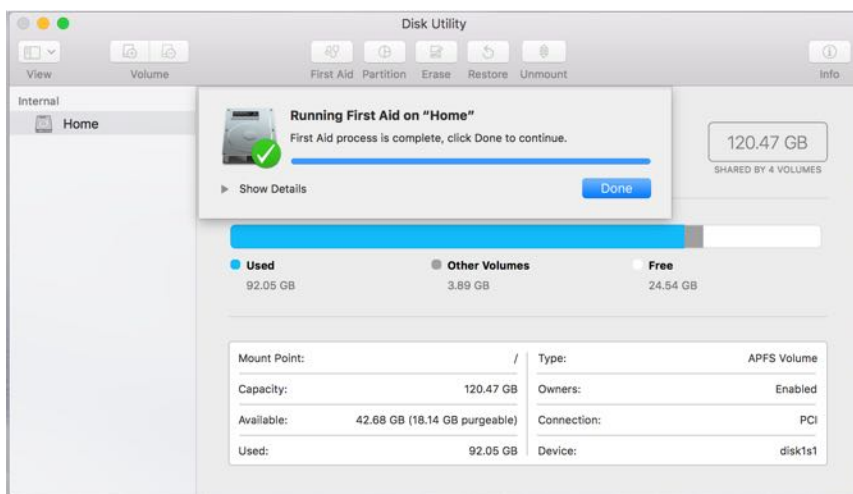 Disk Utility
View Volume First Aid Partition Erase Restore Unmount Info
Internal
Home
Running First Aid on “Home”
First Aid process is complete, click Done to continue.
Show Details
Done
120.47 GB
SHARED BY 4 VOLUMES
Used Other Volumes Free
92.05 GB 3.89 GB 24.54 GB
Mount Point: / Type: APFS Volume
Capacity: 120.47 GB Owners: Enabled
Available: 42.68 GB (18.14 GB purgeable) Connection: PCI
Used: 92.05 GB Device: disk1s1